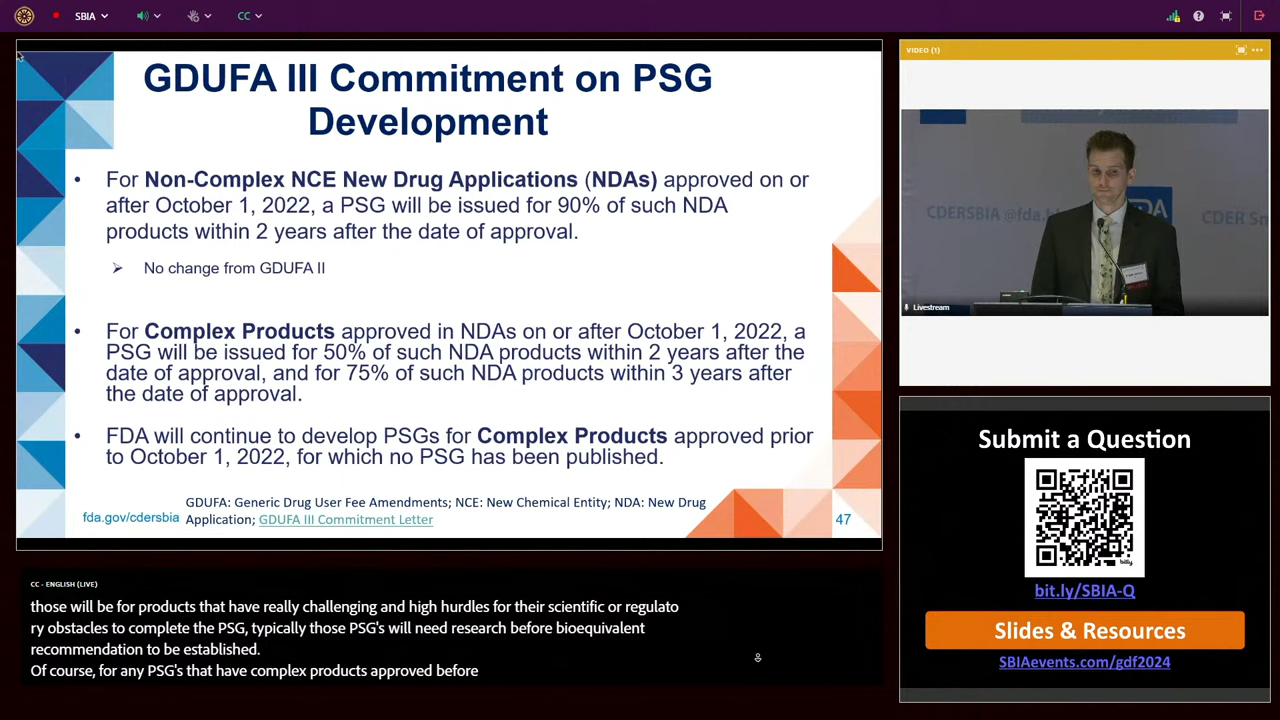 SBIA
CC
GDUFA III Commitment on PSG
Development
• For Non-Complex NCE New Drug Applications (NDAs) approved on or
after October 1, 2022, a PSG will be issued for 90% of such NDA
products within 2 years after the date of approval.
➢ No change from GDUFA II
• For Complex Products approved in NDAs on or after October 1, 2022, a
PSG will be issued for 50% of such NDA products within 2 years after the
date of approval, and for 75% of such NDA products within 3 years after
the date of approval.
• FDA will continue to develop PSGs for Complex Products approved prior
to October 1, 2022, for which no PSG has been published.
GDUFA: Generic Drug User Fee Amendments; NCE: New Chemical Entity; NDA: New Drug
Application; GDUFA III Commitment Letter
fda.gov/cdersbia
47
CC - ENGLISH (LIVE)
those will be for products that have really challenging and high hurdles for their scientific or regulato
ry obstacles to complete the PSG, typically those PSG's will need research before bioequivalent
recommendation to be established.
Of course, for any PSG's that have complex products approved before
VIDEO (1)
CDERSBIA @fda.
DA
CDER Sm
Livestream
Submit a Question
bitly
bit.ly/SBIA-Q
Slides & Resources
SBIAevents.com/gdf2024